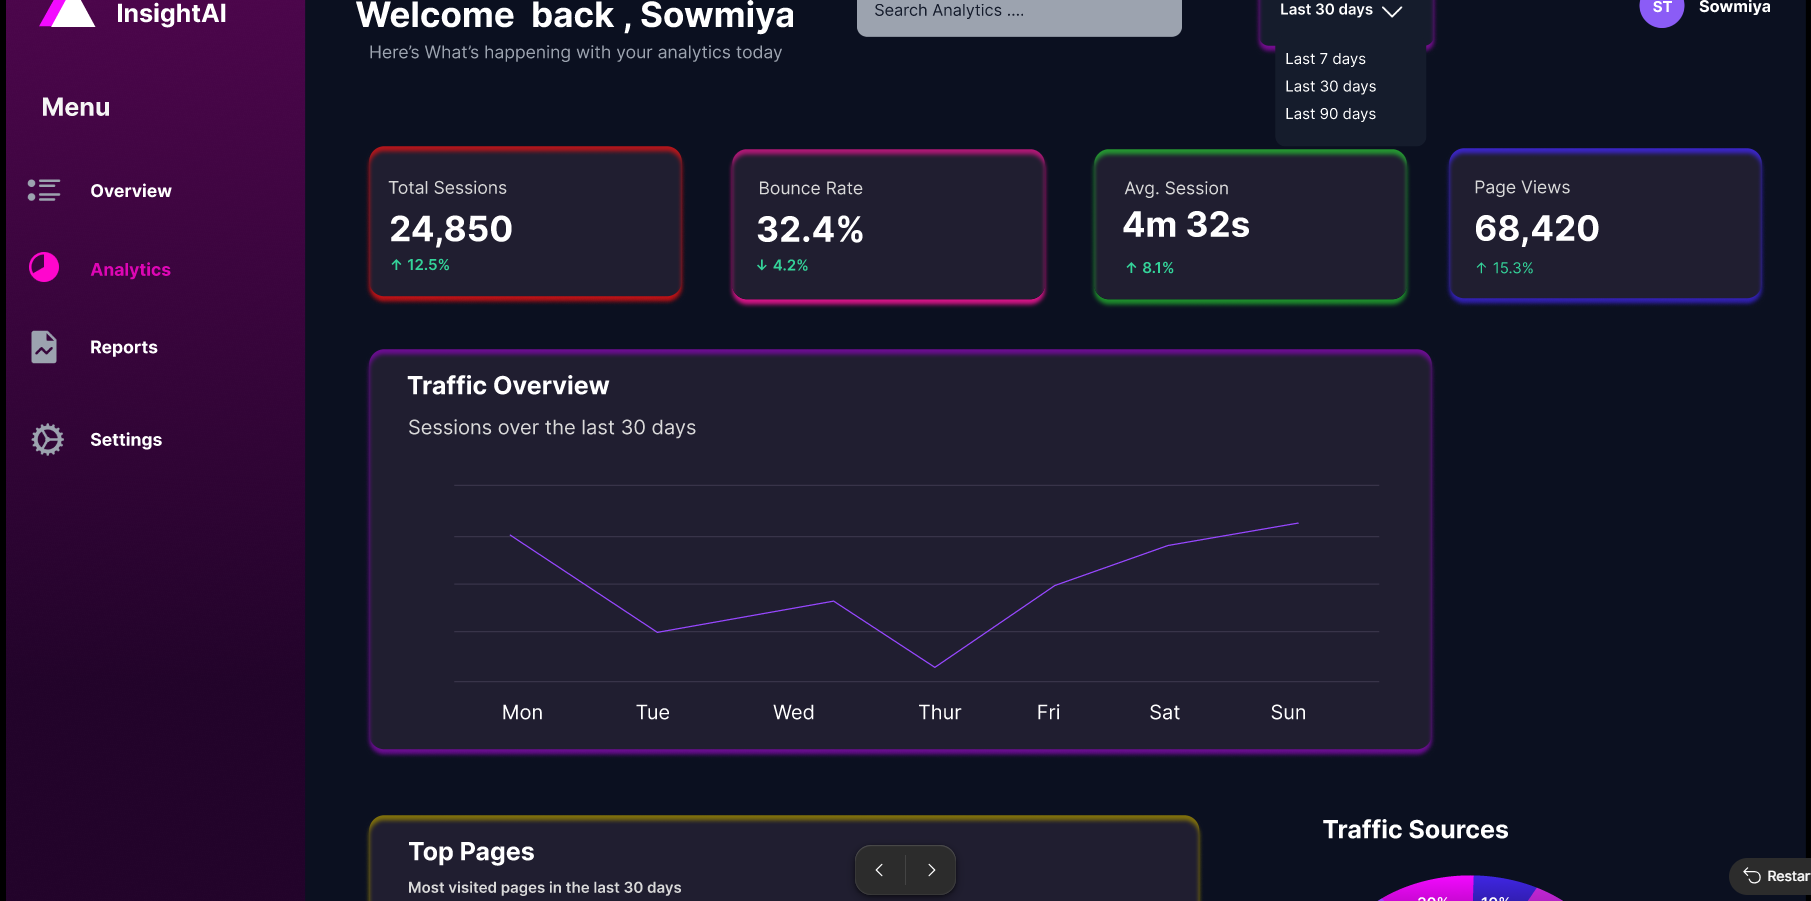 InsightAI
Welcome back , Sowmiya
Search Analytics ....
Last 30 days
ST
Sowmiya
Here’s What’s happening with your analytics today
Last 7 days
Last 30 days
Last 90 days
Menu
Overview
Analytics
Reports
Settings
Total Sessions
24,850
↑ 12.5%
Bounce Rate
32.4%
↓ 4.2%
Avg. Session
4m 32s
↑ 8.1%
Page Views
68,420
↑ 15.3%
Traffic Overview
Sessions over the last 30 days
Mon Tue Wed Thur Fri Sat Sun
Top Pages
Most visited pages in the last 30 days
Traffic Sources
Restar